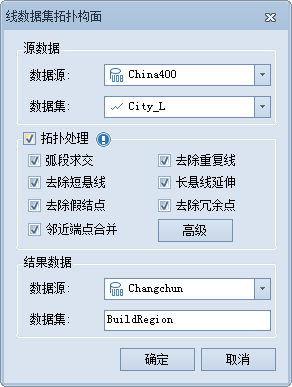 线数据集拓扑构面
源数据
数据源: China400
数据集: City_L
拓扑处理
弧段求交 去除重复线
去除短悬线 长悬线延伸
去除假结点 去除冗余点
邻近端点合并 高级
结果数据
数据源: Changchun
数据集: BuildRegion
确定 取消